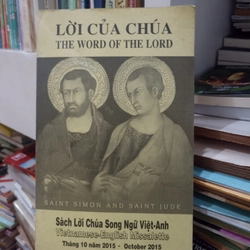 LỜI CỦA CHÚA
THE WORD OF THE LORD
SAINT SIMON AND SAINT JUDE
Sách Lời Chúa Song Ngữ Việt-Anh
Vietnamese-English Missalette
Tháng 10 năm 2015 - October 2015